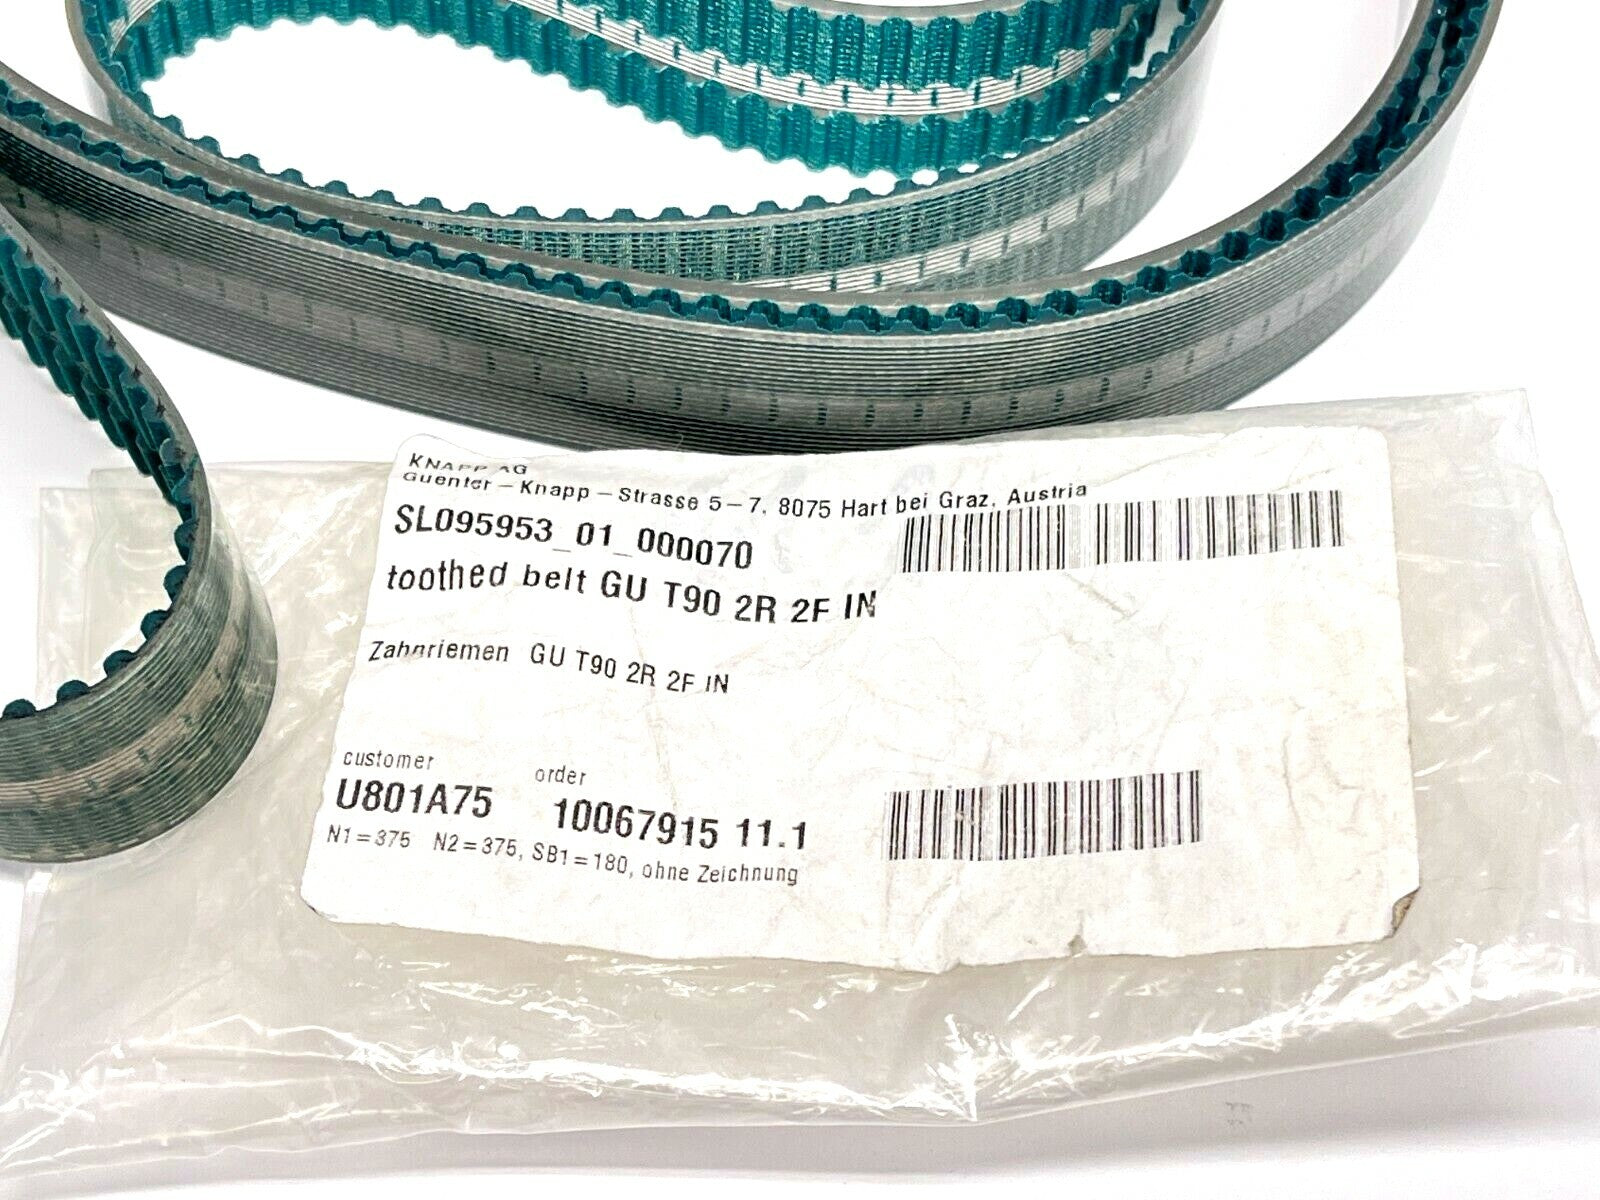 KNAPP AG
Guenter-Knapp-Strasse 5-7, 8075 Hart bei Graz, Austria
SL095953_01_000070
toothed belt GU T90 2R 2F IN
Zahnriemen GU T90 2R 2F IN
customer order
U801A75 10067915 11.1
N1=375 N2=375, SB1=180, ohne Zeichnung